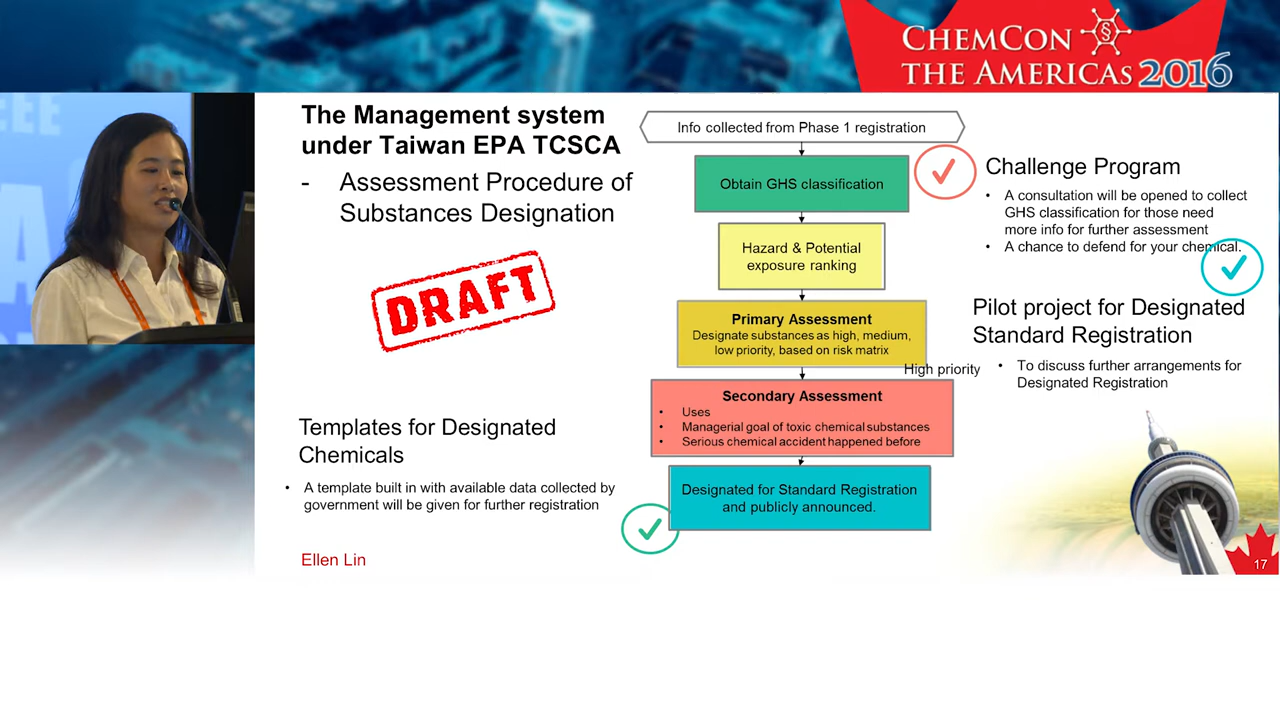 CHEMCON
THE AMERICAS 2016
The Management system
under Taiwan EPA TCSCA
- Assessment Procedure of
Substances Designation
DRAFT
Templates for Designated
Chemicals
• A template built in with available data collected by
government will be given for further registration
Ellen Lin
Info collected from Phase 1 registration
Obtain GHS classification
Hazard & Potential
exposure ranking
Primary Assessment
Designate substances as high, medium,
low priority, based on risk matrix
High priority
Secondary Assessment
• Uses
• Managerial goal of toxic chemical substances
• Serious chemical accident happened before
Designated for Standard Registration
and publicly announced.
Challenge Program
• A consultation will be opened to collect
GHS classification for those need
more info for further assessment
• A chance to defend for your chemical.
Pilot project for Designated
Standard Registration
• To discuss further arrangements for
Designated Registration
17